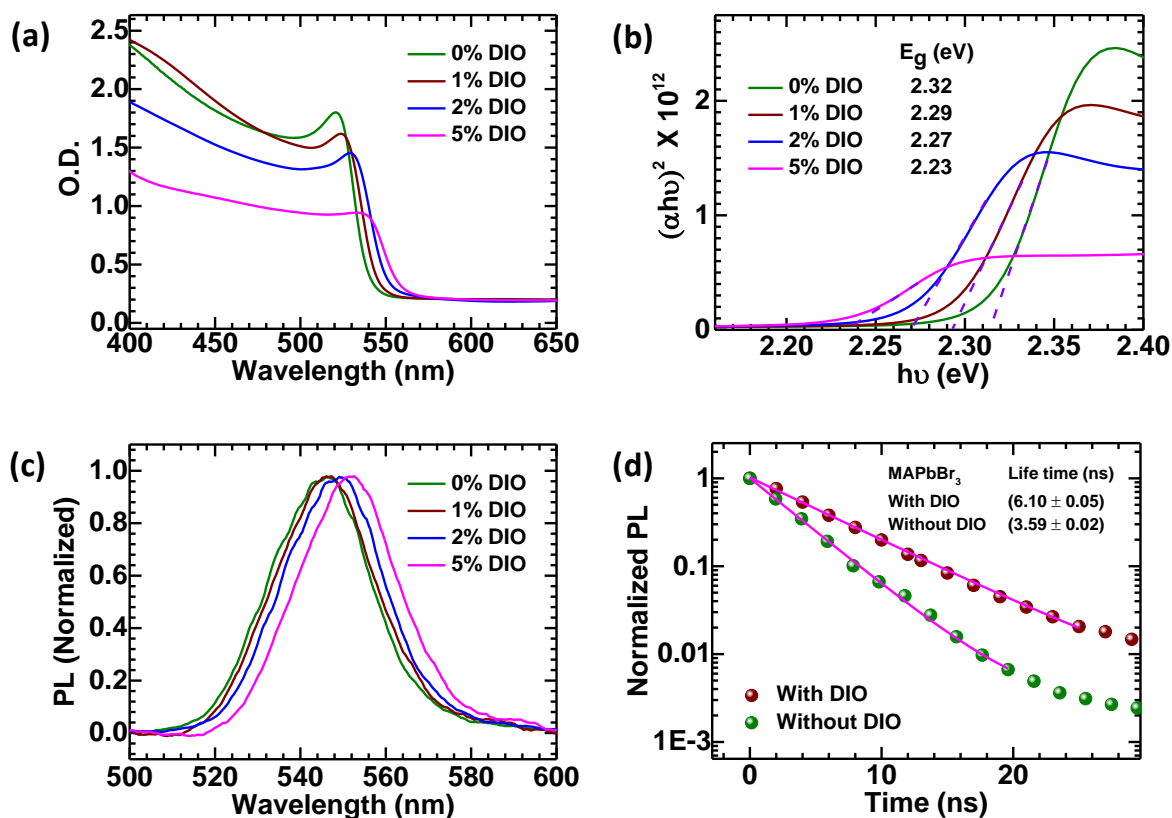 (a)
2.5
2.0
1.5
1.0
0.5
0.0
O.D.
0% DIO
1% DIO
2% DIO
5% DIO
400 450 500 550 600 650
Wavelength (nm)
(b)
E_g (eV)
0% DIO 2.32
1% DIO 2.29
2% DIO 2.27
5% DIO 2.23
2
1
0
(αhυ)² X 10¹²
2.20 2.25 2.30 2.35 2.40
hυ (eV)
(c)
1.0
0.8
0.6
0.4
0.2
0.0
PL (Normalized)
0% DIO
1% DIO
2% DIO
5% DIO
500 520 540 560 580 600
Wavelength (nm)
(d)
MAPbBr₃ Life time (ns)
With DIO (6.10 ± 0.05)
Without DIO (3.59 ± 0.02)
1
0.1
0.01
1E-3
Normalized PL
With DIO
Without DIO
0 10 20
Time (ns)